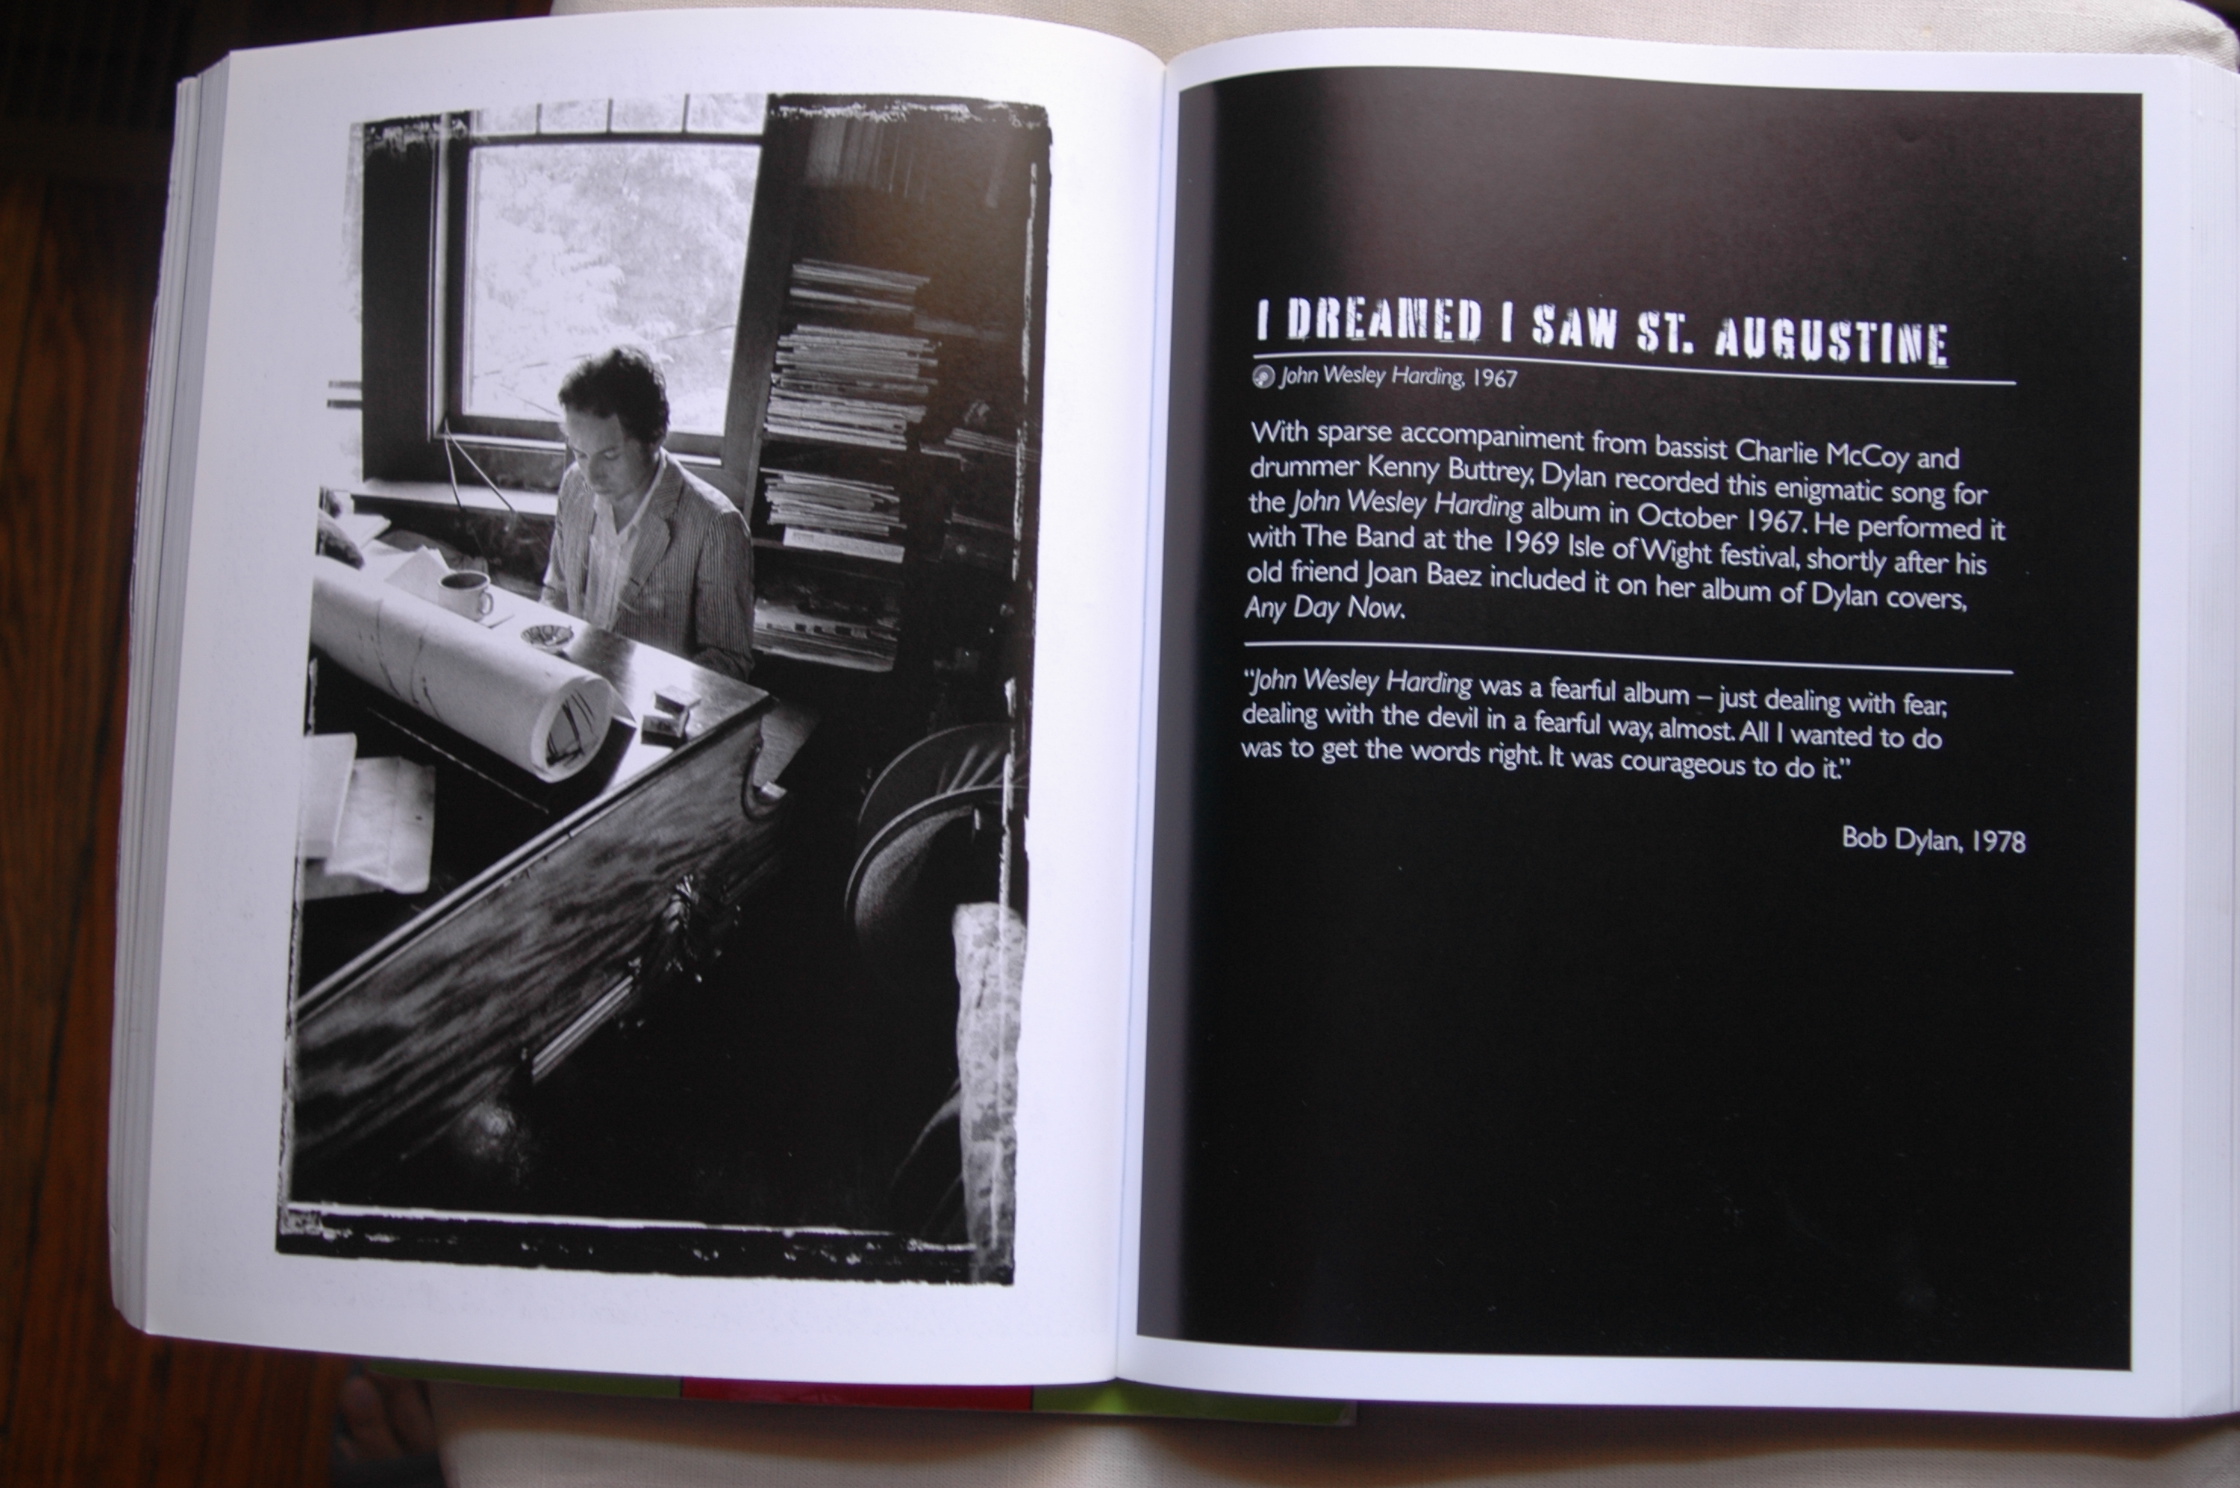 I DREAMED I SAW ST. AUGUSTINE
John Wesley Harding, 1967
With sparse accompaniment from bassist Charlie McCoy and
drummer Kenny Buttrey, Dylan recorded this enigmatic song for
the John Wesley Harding album in October 1967. He performed it
with The Band at the 1969 Isle of Wight festival, shortly after his
old friend Joan Baez included it on her album of Dylan covers,
Any Day Now.
“John Wesley Harding was a fearful album – just dealing with fear,
dealing with the devil in a fearful way, almost. All I wanted to do
was to get the words right. It was courageous to do it.”
Bob Dylan, 1978